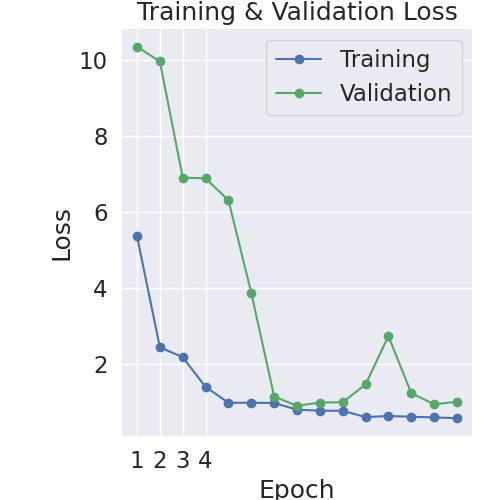 Training & Validation Loss
Training
Validation
10
8
6
4
2
Loss
1 2 3 4
Epoch